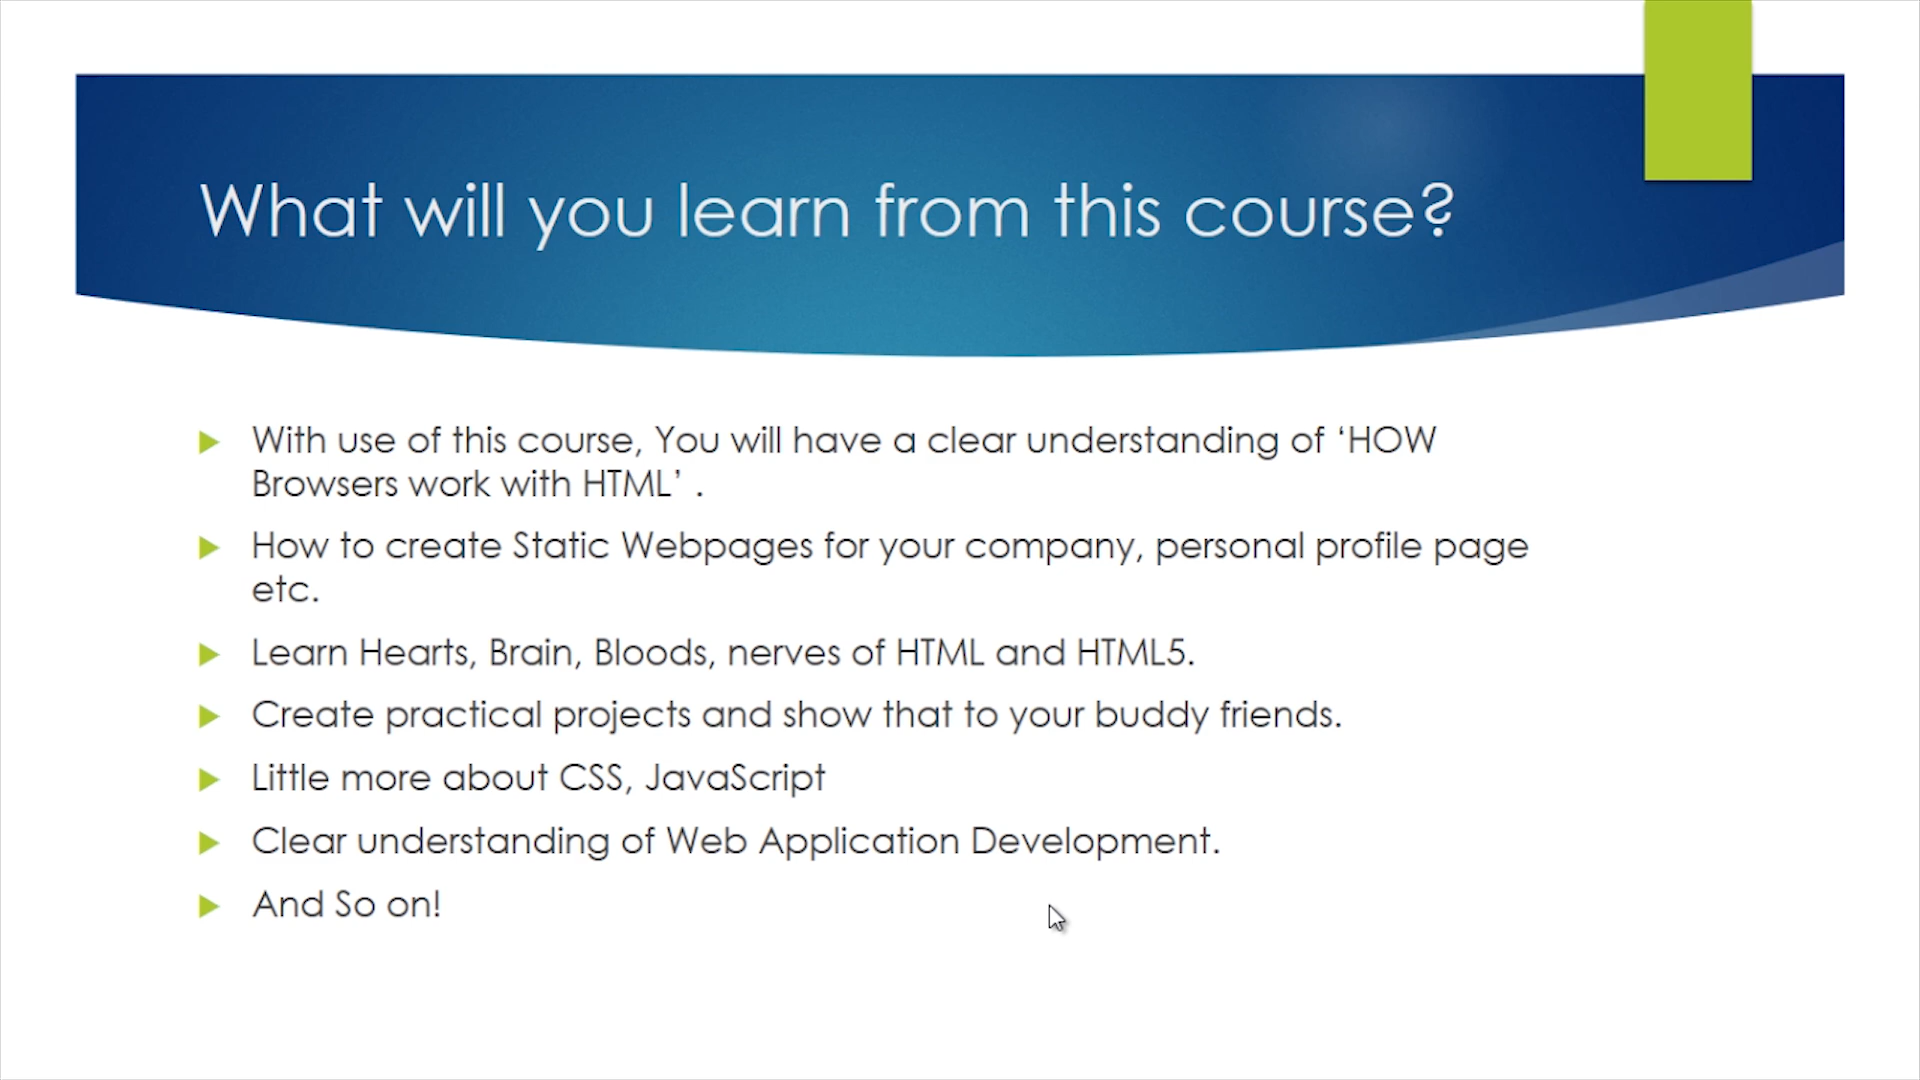 What will you learn from this course?
With use of this course, You will have a clear understanding of ‘HOW
Browsers work with HTML’ .
How to create Static Webpages for your company, personal profile page
etc.
Learn Hearts, Brain, Bloods, nerves of HTML and HTML5.
Create practical projects and show that to your buddy friends.
Little more about CSS, JavaScript
Clear understanding of Web Application Development.
And So on!